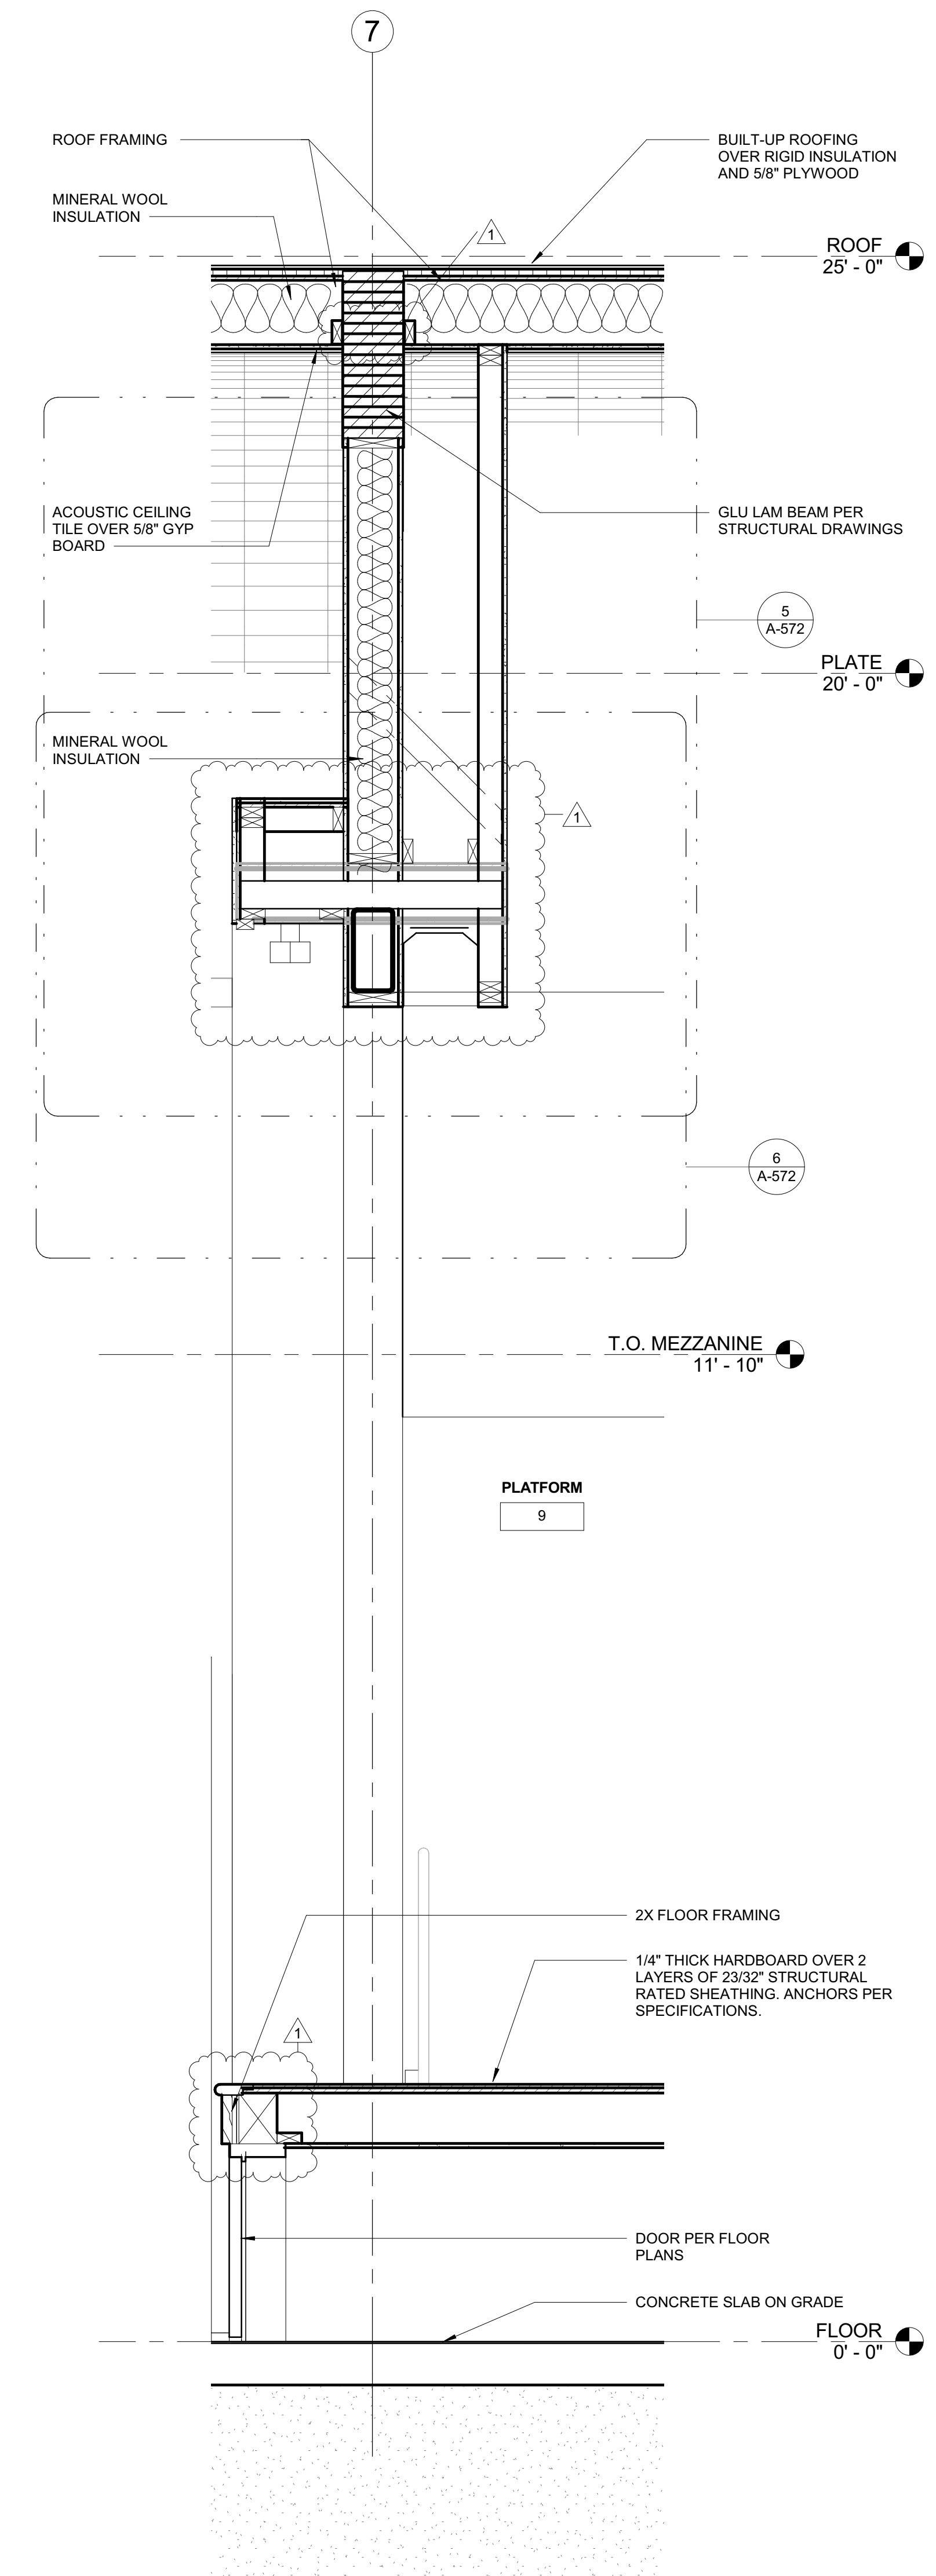 7
ROOF FRAMING
BUILT-UP ROOFING
OVER RIGID INSULATION
AND 5/8" PLYWOOD
MINERAL WOOL
INSULATION
1
ROOF
25' - 0"
ACOUSTIC CEILING
TILE OVER 5/8" GYP
BOARD
GLU LAM BEAM PER
STRUCTURAL DRAWINGS
5
A-572
PLATE
20' - 0"
MINERAL WOOL
INSULATION
1
6
A-572
T.O. MEZZANINE
11' - 10"
PLATFORM
9
2X FLOOR FRAMING
1/4" THICK HARDBOARD OVER 2
LAYERS OF 23/32" STRUCTURAL
RATED SHEATHING. ANCHORS PER
SPECIFICATIONS.
1
DOOR PER FLOOR
PLANS
CONCRETE SLAB ON GRADE
FLOOR
0' - 0"